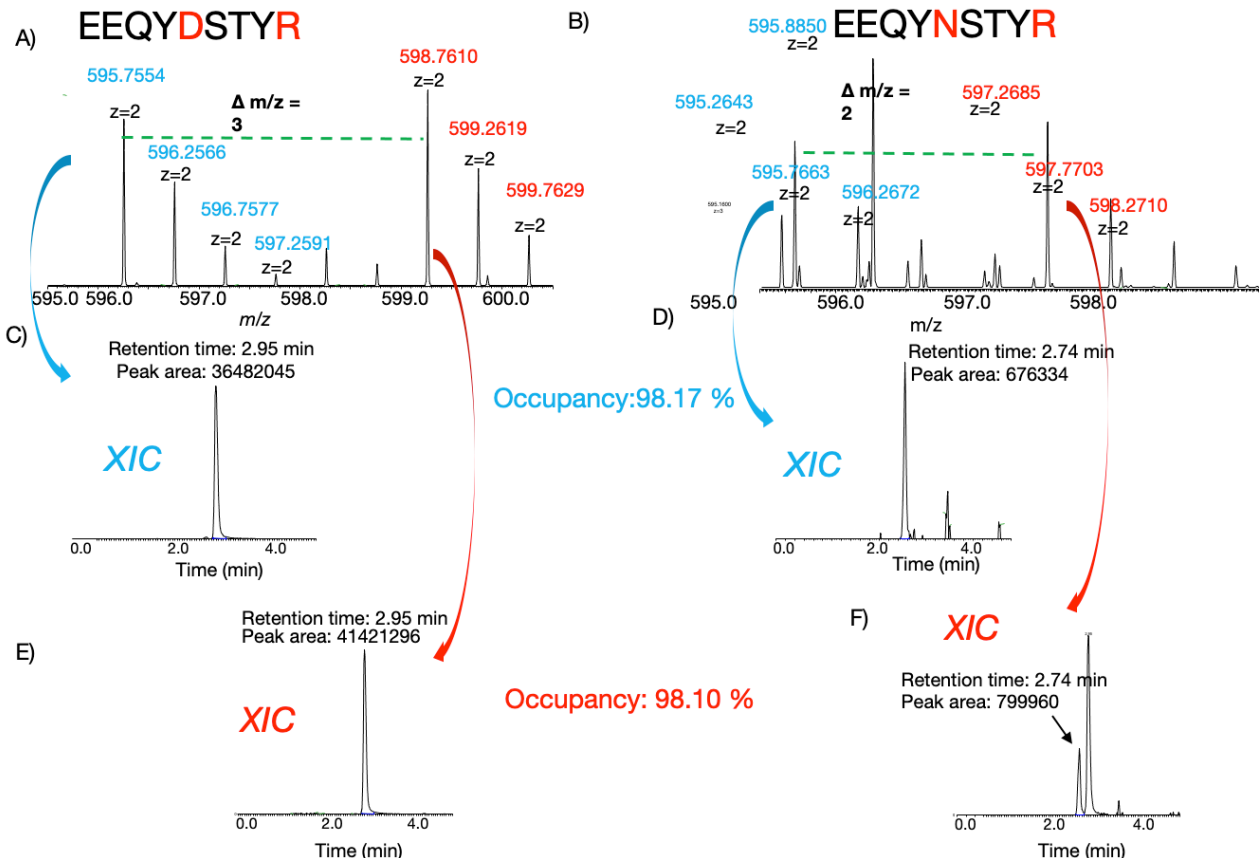 A)
EEQYDSTYR
595.7554
z=2
596.2566
z=2
596.7577
z=2
597.2591
z=2
Δ m/z =
3
598.7610
z=2
599.2619
z=2
599.7629
z=2
595.0 596.0 597.0 598.0 599.0 600.0
m/z
B)
EEQYNSTYR
595.8850
z=2
595.2643
z=2
595.7663
z=2
596.2672
z=2
595.1600
z=3
Δ m/z =
2
597.2685
z=2
597.7703
z=2
598.2710
z=2
595.0 596.0 597.0 598.0
m/z
C)
Retention time: 2.95 min
Peak area: 36482045
XIC
0.0 2.0 4.0
Time (min)
Occupancy:98.17 %
D)
Retention time: 2.74 min
Peak area: 676334
XIC
0.0 2.0 4.0
Time (min)
E)
Retention time: 2.95 min
Peak area: 41421296
XIC
0.0 2.0 4.0
Time (min)
Occupancy: 98.10 %
F)
XIC
Retention time: 2.74 min
Peak area: 799960
0.0 2.0 4.0
Time (min)